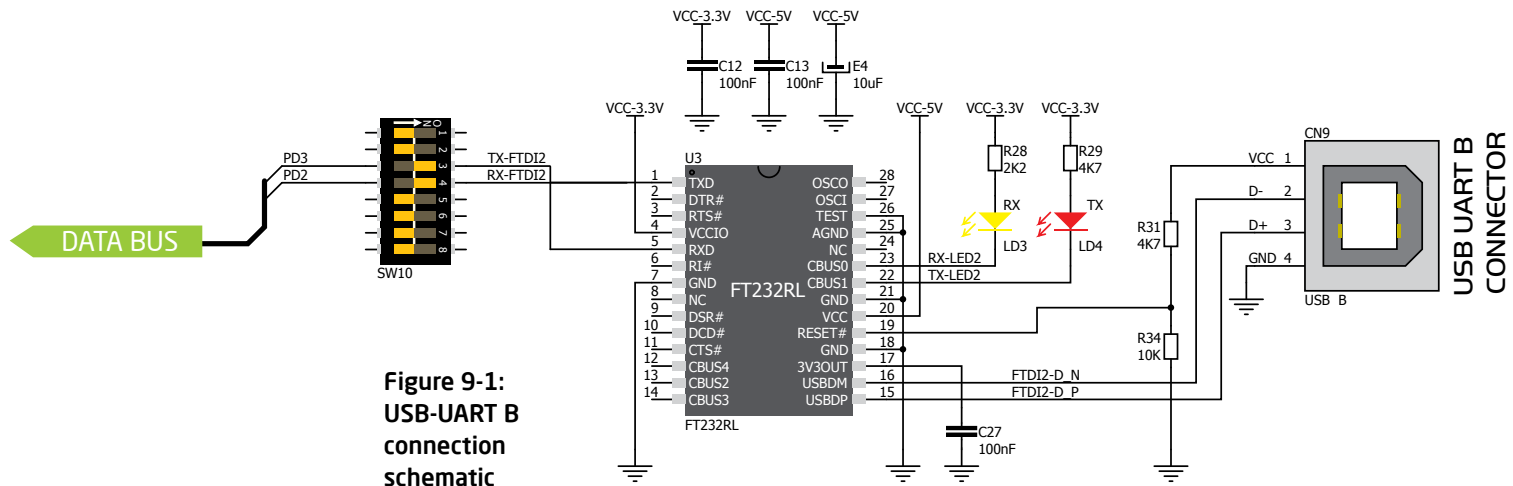 VCC-3.3V VCC-5V VCC-5V
C12 100nF
C13 100nF
E4 10uF
DATA BUS
PD3
PD2
ON
1
2
3
4
5
6
7
8
SW10
TX-FTDI2
RX-FTDI2
VCC-3.3V
U3
FT232RL
1 TXD
2 DTR#
3 RTS#
4 VCCIO
5 RXD
6 RI#
7 GND
8 NC
9 DSR#
10 DCD#
11 CTS#
12 CBUS4
13 CBUS2
14 CBUS3
OSCO 28
OSCI 27
TEST 26
AGND 25
NC 24
CBUS0 23
CBUS1 22
GND 21
VCC 20
RESET# 19
GND 18
3V3OUT 17
USBDM 16
USBDP 15
FT232RL
VCC-5V
VCC-3.3V VCC-3.3V
R28 2K2
R29 4K7
RX
LD3
TX
LD4
RX-LED2
TX-LED2
FTDI2-D_N
FTDI2-D_P
C27 100nF
R31 4K7
R34 10K
CN9
VCC 1
D- 2
D+ 3
GND 4
USB B
USB UART B
CONNECTOR
Figure 9-1:
USB-UART B
connection
schematic